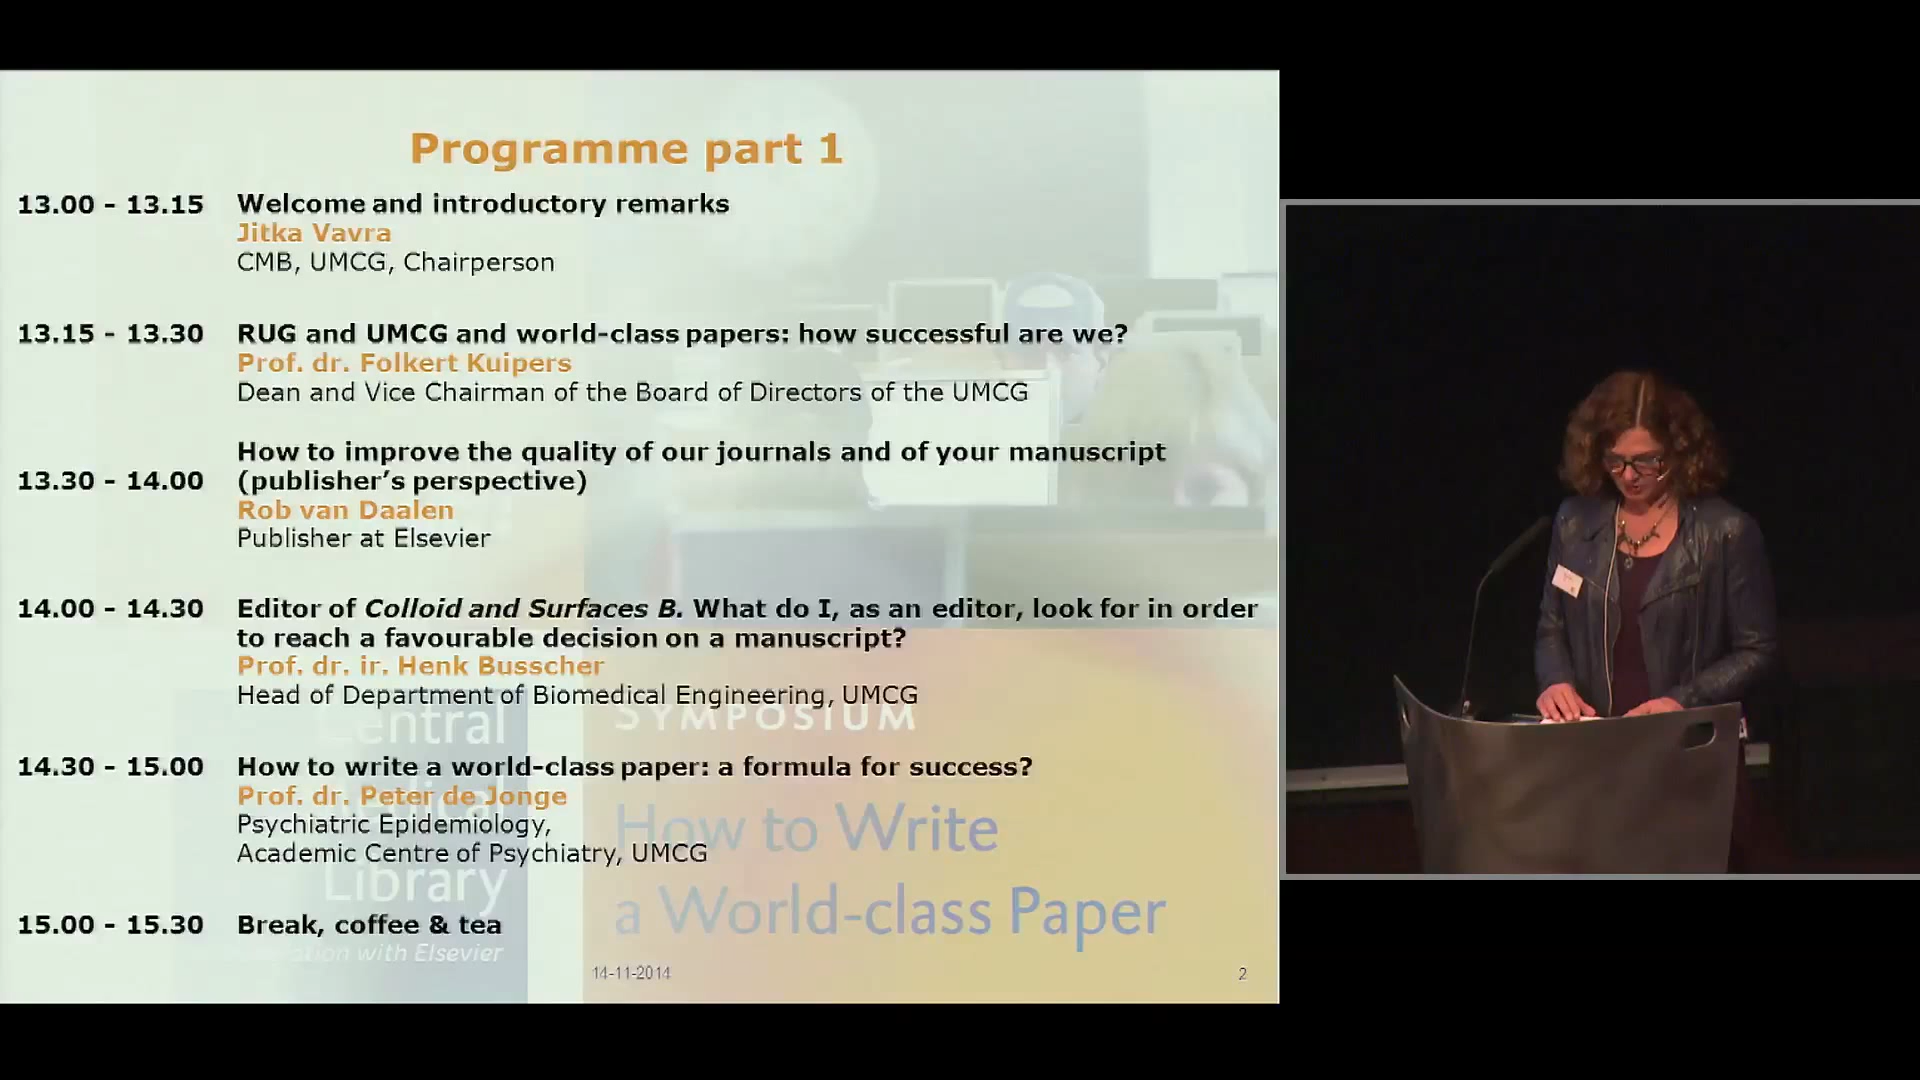 Programme part 1
13.00 - 13.15 Welcome and introductory remarks
Jitka Vavra
CMB, UMCG, Chairperson
13.15 - 13.30 RUG and UMCG and world-class papers: how successful are we?
Prof. dr. Folkert Kuipers
Dean and Vice Chairman of the Board of Directors of the UMCG
How to improve the quality of our journals and of your manuscript
13.30 - 14.00 (publisher's perspective)
Rob van Daalen
Publisher at Elsevier
14.00 - 14.30 Editor of Colloid and Surfaces B. What do I, as an editor, look for in order
to reach a favourable decision on a manuscript?
Prof. dr. ir. Henk Busscher
Head of Department of Biomedical Engineering, UMCG
Central
SYMPOSIUM
14.30 - 15.00 How to write a world-class paper: a formula for success?
Prof. dr. Peter de Jonge
Medical
Psychiatric Epidemiology,
How to Write
Academic Centre of Psychiatry, UMCG
Library
a World-class Paper
15.00 - 15.30 Break, coffee & tea
with Elsevier
14-11-2014
2